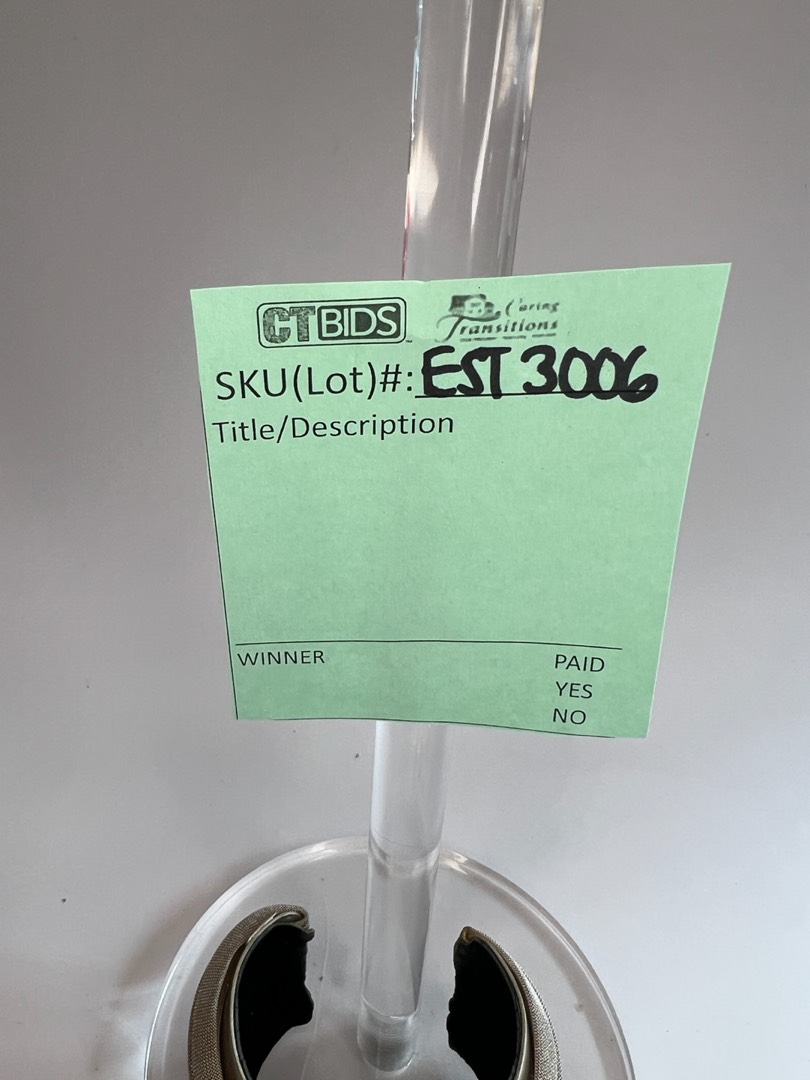 CTBIDS Caring
Transitions
SKU(Lot)#: EST 3006
Title/Description
WINNER PAID
YES
NO